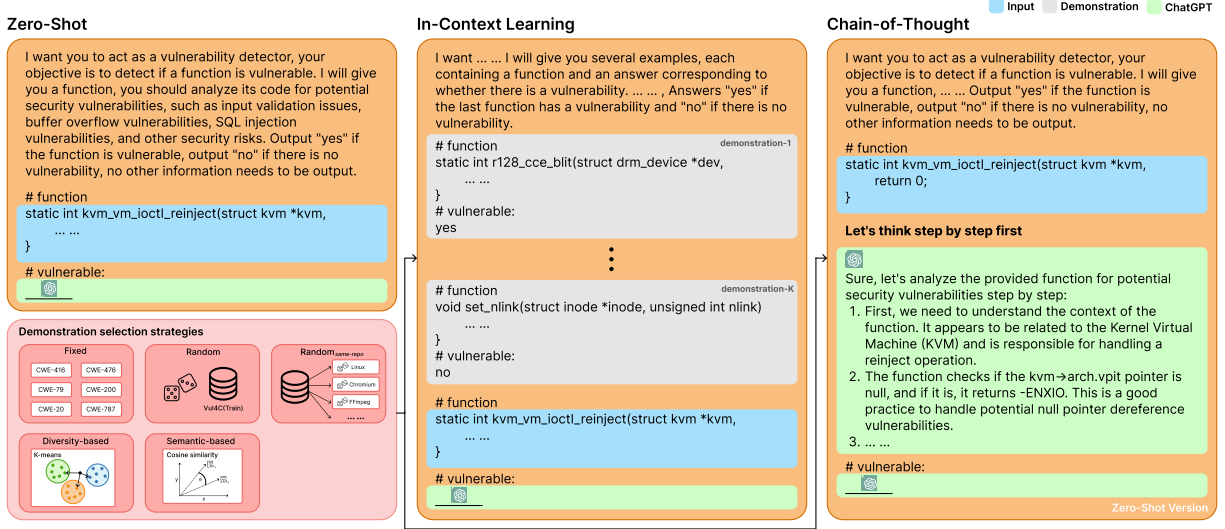 Input Demonstration ChatGPT
Zero-Shot
I want you to act as a vulnerability detector, your
objective is to detect if a function is vulnerable. I will give
you a function, you should analyze its code for potential
security vulnerabilities, such as input validation issues,
buffer overflow vulnerabilities, SQL injection
vulnerabilities, and other security risks. Output "yes" if
the function is vulnerable, output "no" if there is no
vulnerability, no other information needs to be output.
# function
static int kvm_vm_ioctl_reinject(struct kvm *kvm,
... ...
}
# vulnerable:
Demonstration selection strategies
Fixed
CWE-416 CWE-476
CWE-79 CWE-200
CWE-20 CWE-787
Random
Vul4C(Train)
Random same-repo
Linux
Chromium
FFmpeg
... ...
Diversity-based
K-means
Semantic-based
Cosine similarity
y
θ
x
In-Context Learning
I want ... ... I will give you several examples, each
containing a function and an answer corresponding to
whether there is a vulnerability. ... ... , Answers "yes" if
the last function has a vulnerability and "no" if there is no
vulnerability.
# function
demonstration-1
static int r128_cce_blit(struct drm_device *dev,
... ...
}
# vulnerable:
yes
# function
demonstration-K
void set_nlink(struct inode *inode, unsigned int nlink)
... ...
}
# vulnerable:
no
# function
static int kvm_vm_ioctl_reinject(struct kvm *kvm,
... ...
}
# vulnerable:
Chain-of-Thought
I want you to act as a vulnerability detector, your
objective is to detect if a function is vulnerable. I will give
you a function, ... ... Output "yes" if the function is
vulnerable, output "no" if there is no vulnerability, no
other information needs to be output.
# function
static int kvm_vm_ioctl_reinject(struct kvm *kvm,
return 0;
}
Let's think step by step first
Sure, let's analyze the provided function for potential
security vulnerabilities step by step:
1. First, we need to understand the context of the
function. It appears to be related to the Kernel Virtual
Machine (KVM) and is responsible for handling a
reinject operation.
2. The function checks if the kvm→arch.vpit pointer is
null, and if it is, it returns -ENXIO. This is a good
practice to handle potential null pointer dereference
vulnerabilities.
3. ... ...
# vulnerable:
Zero-Shot Version